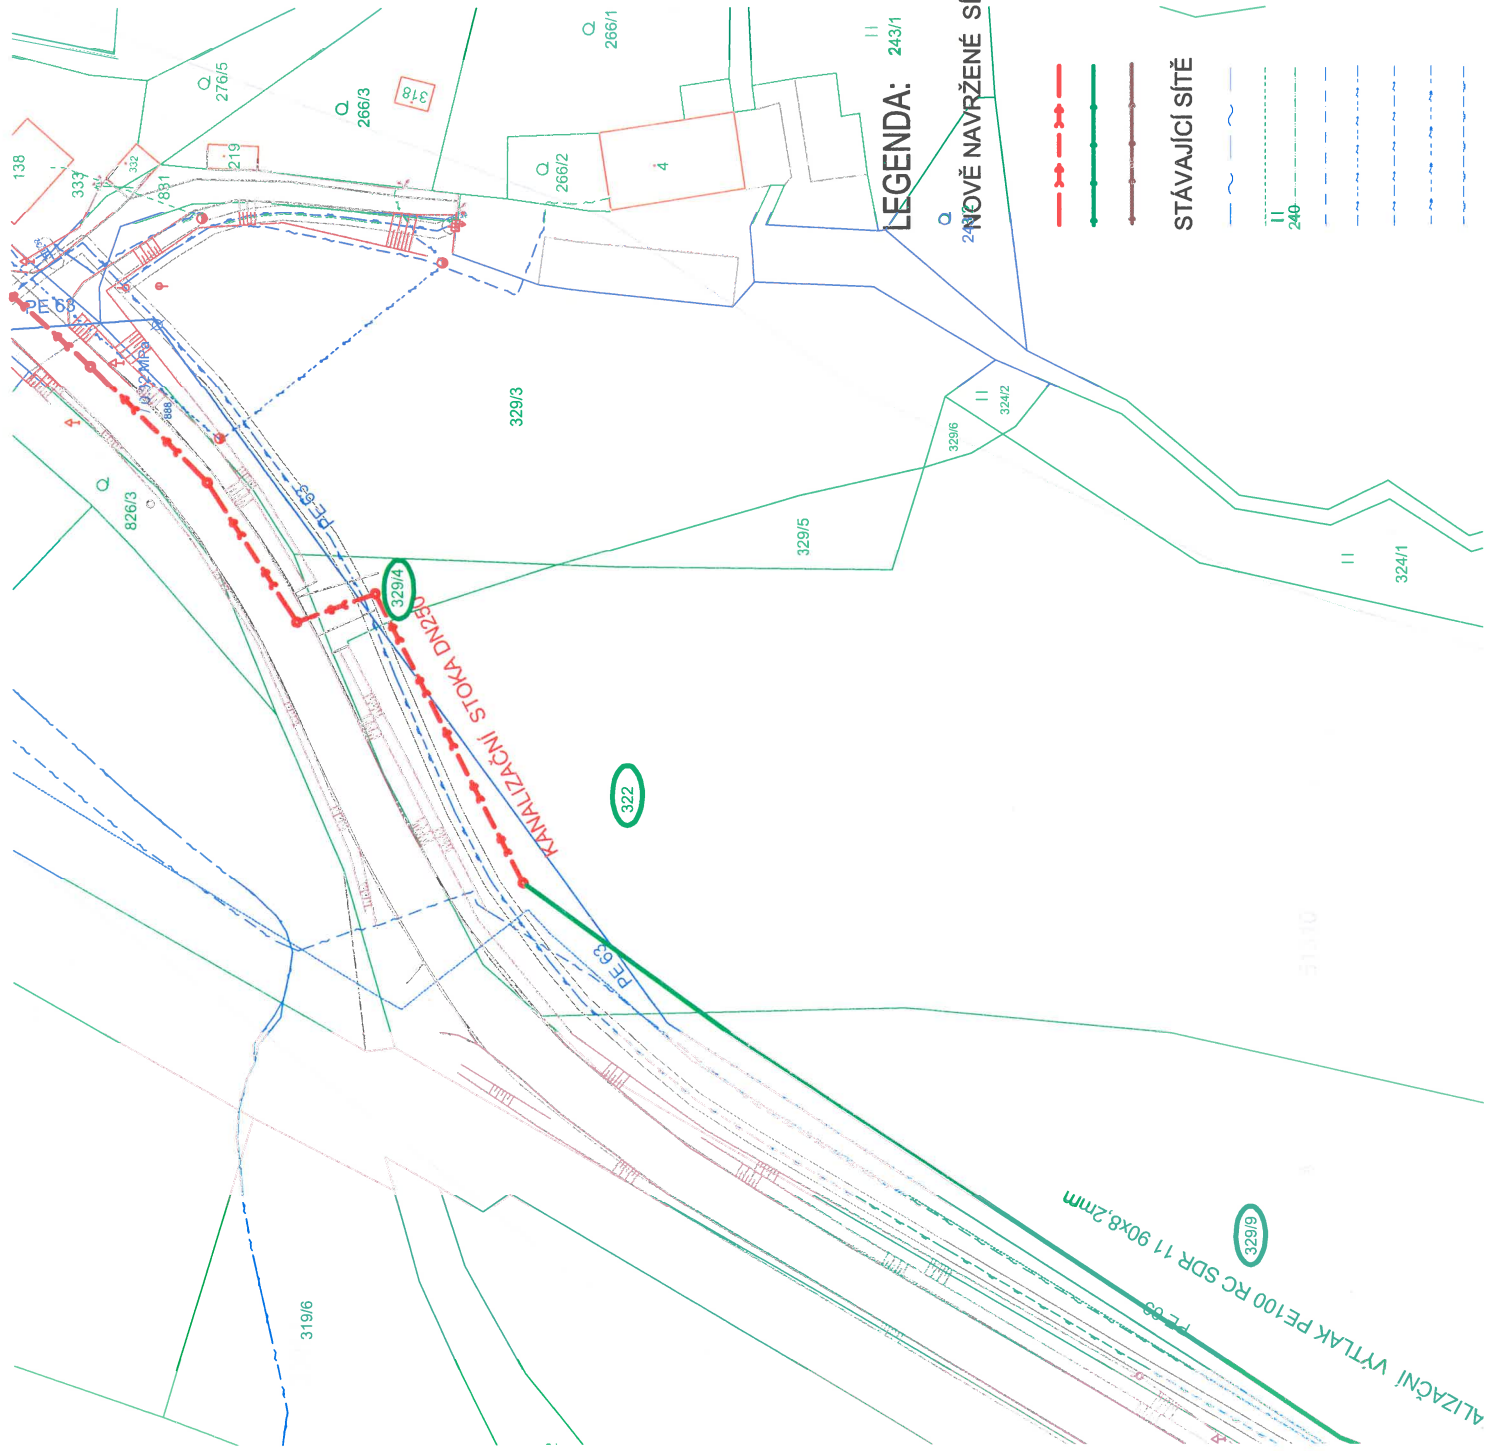 276/5
266/3
266/1
243/1
318
138
333
332
831
219
266/2
4
LEGENDA:
NOVĚ NAVRŽENÉ
STÁVAJÍCÍ SÍTĚ
240
PE 63
888
329/3
324/2
329/6
826/3
PE 63
329/5
324/1
329/4
KANALIZAČNÍ STOKA DN250
322
PE 63
329/9
ALIZAČNÍ VÝTLAK PE100 RC SDR 11 90x8,2mm
PE 63
319/6